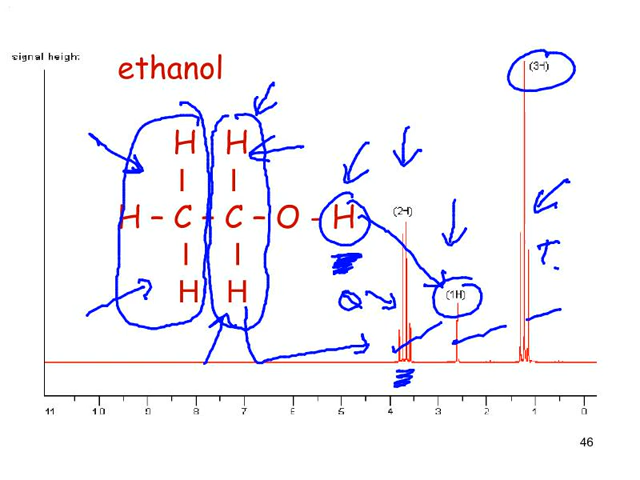 signal height
ethanol
(3H)
H H
H - C - C - O - H
H H
(2H)
(1H)
Q
T.
11 10 9 8 7 6 5 4 3 2 1 0
46